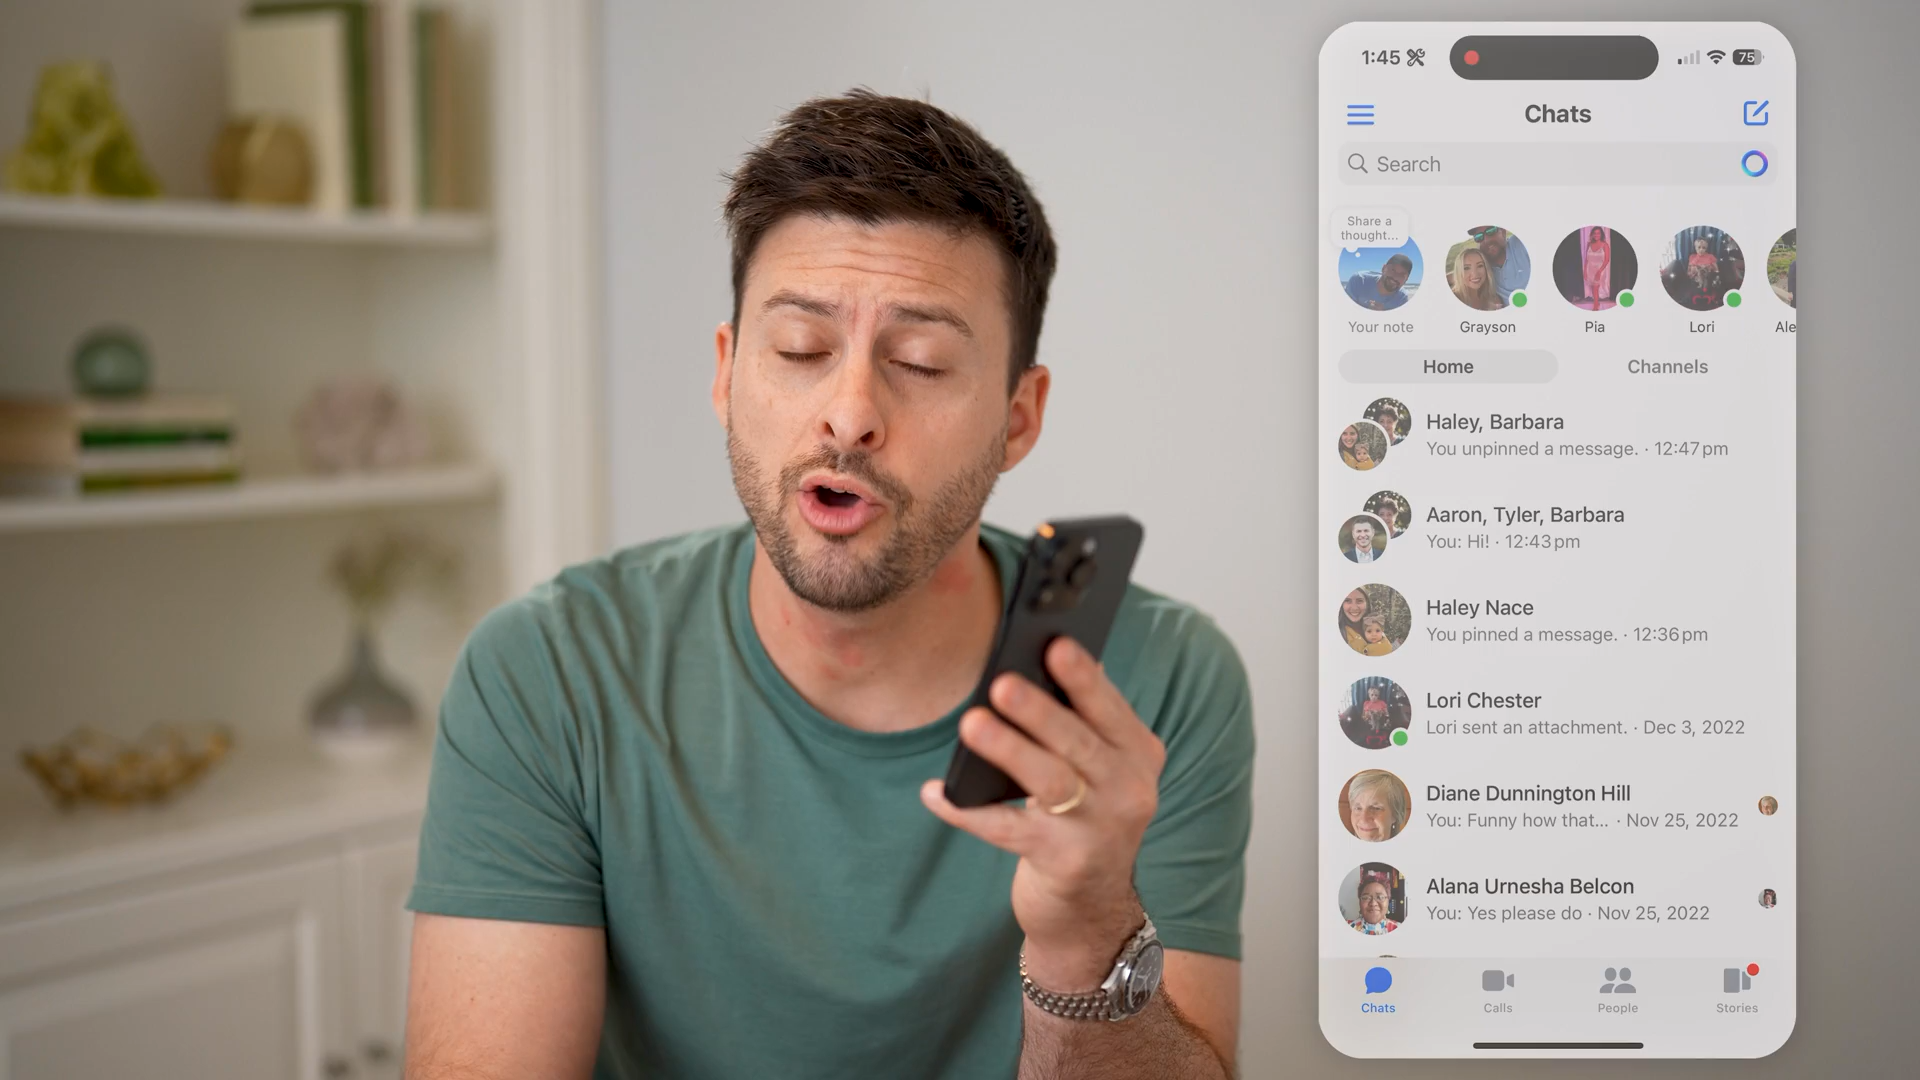 1:45
75
Chats
Search
Share a
thought...
Your note
Grayson
Pia
Lori
Ale
Home
Channels
Haley, Barbara
You unpinned a message. · 12:47 pm
Aaron, Tyler, Barbara
You: Hi! · 12:43 pm
Haley Nace
You pinned a message. · 12:36 pm
Lori Chester
Lori sent an attachment. · Dec 3, 2022
Diane Dunnington Hill
You: Funny how that... · Nov 25, 2022
Alana Urnesha Belcon
You: Yes please do · Nov 25, 2022
Chats
Calls
People
Stories